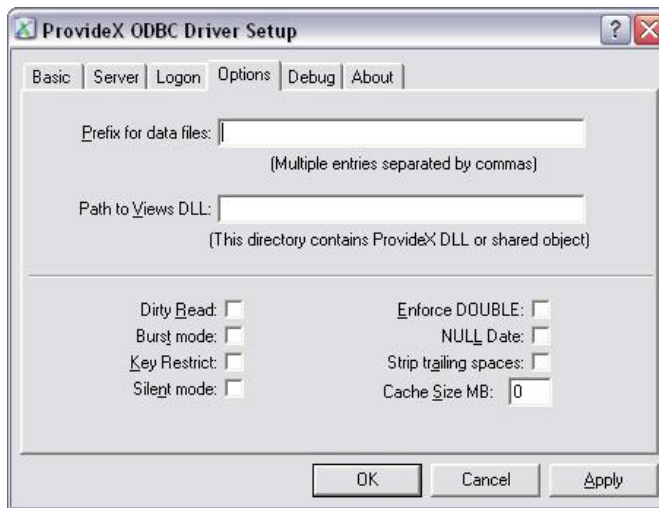 ProvideX ODBC Driver Setup
Basic Server Logon Options Debug About
Prefix for data files:
(Multiple entries separated by commas)
Path to Views DLL:
(This directory contains ProvideX DLL or shared object)
Dirty Read: Enforce DOUBLE:
Burst mode: NULL Date:
Key Restrict: Strip trailing spaces:
Silent mode: Cache Size MB: 0
OK Cancel Apply